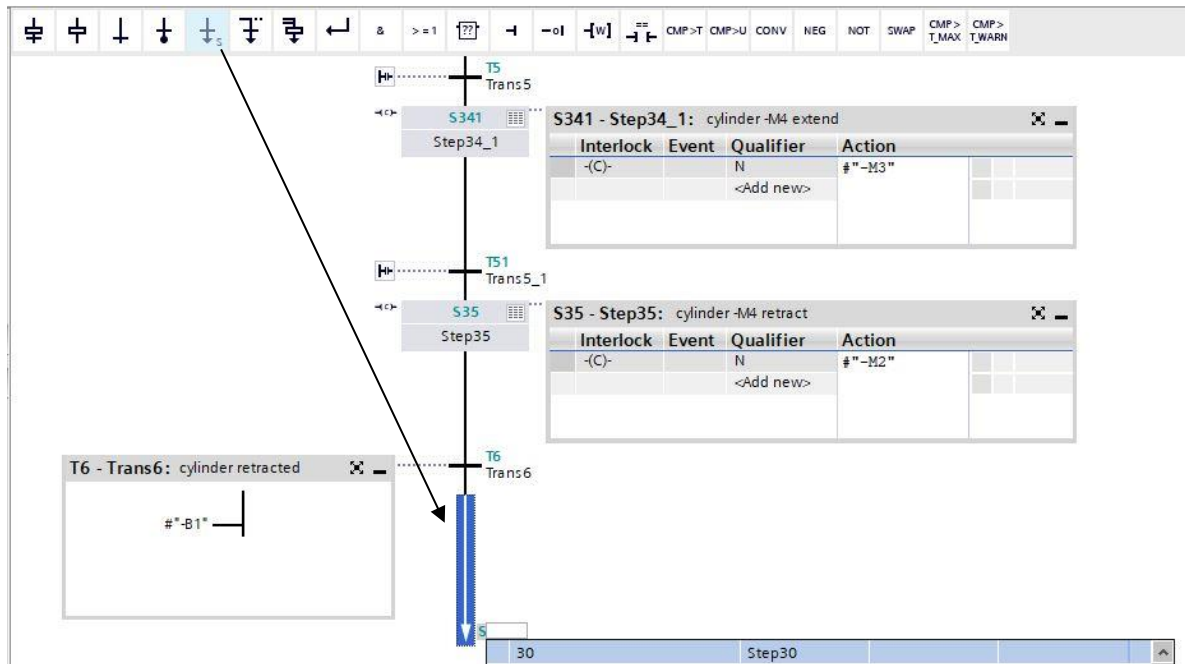 S
& >=1 ?? [W] == CMP>T CMP>U CONV NEG NOT SWAP CMP> T_MAX CMP> T_WARN
T5
Trans5
(C)
S341
Step34_1
S341 - Step34_1: cylinder -M4 extend
Interlock Event Qualifier Action
-(C)- N #"-M3"
<Add new>
T51
Trans5_1
(C)
S35
Step35
S35 - Step35: cylinder -M4 retract
Interlock Event Qualifier Action
-(C)- N #"-M2"
<Add new>
T6 - Trans6: cylinder retracted
T6
Trans6
#"-B1"
S
30 Step30